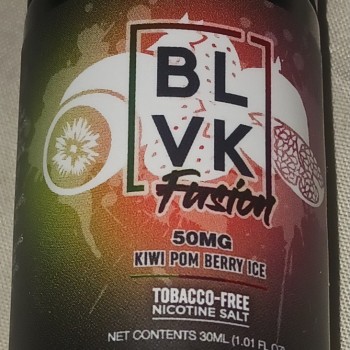 BL
VK
Fusion
50MG
KIWI POM BERRY ICE
TOBACCO-FREE
NICOTINE SALT
NET CONTENTS 30ML (1.01 FL OZ)